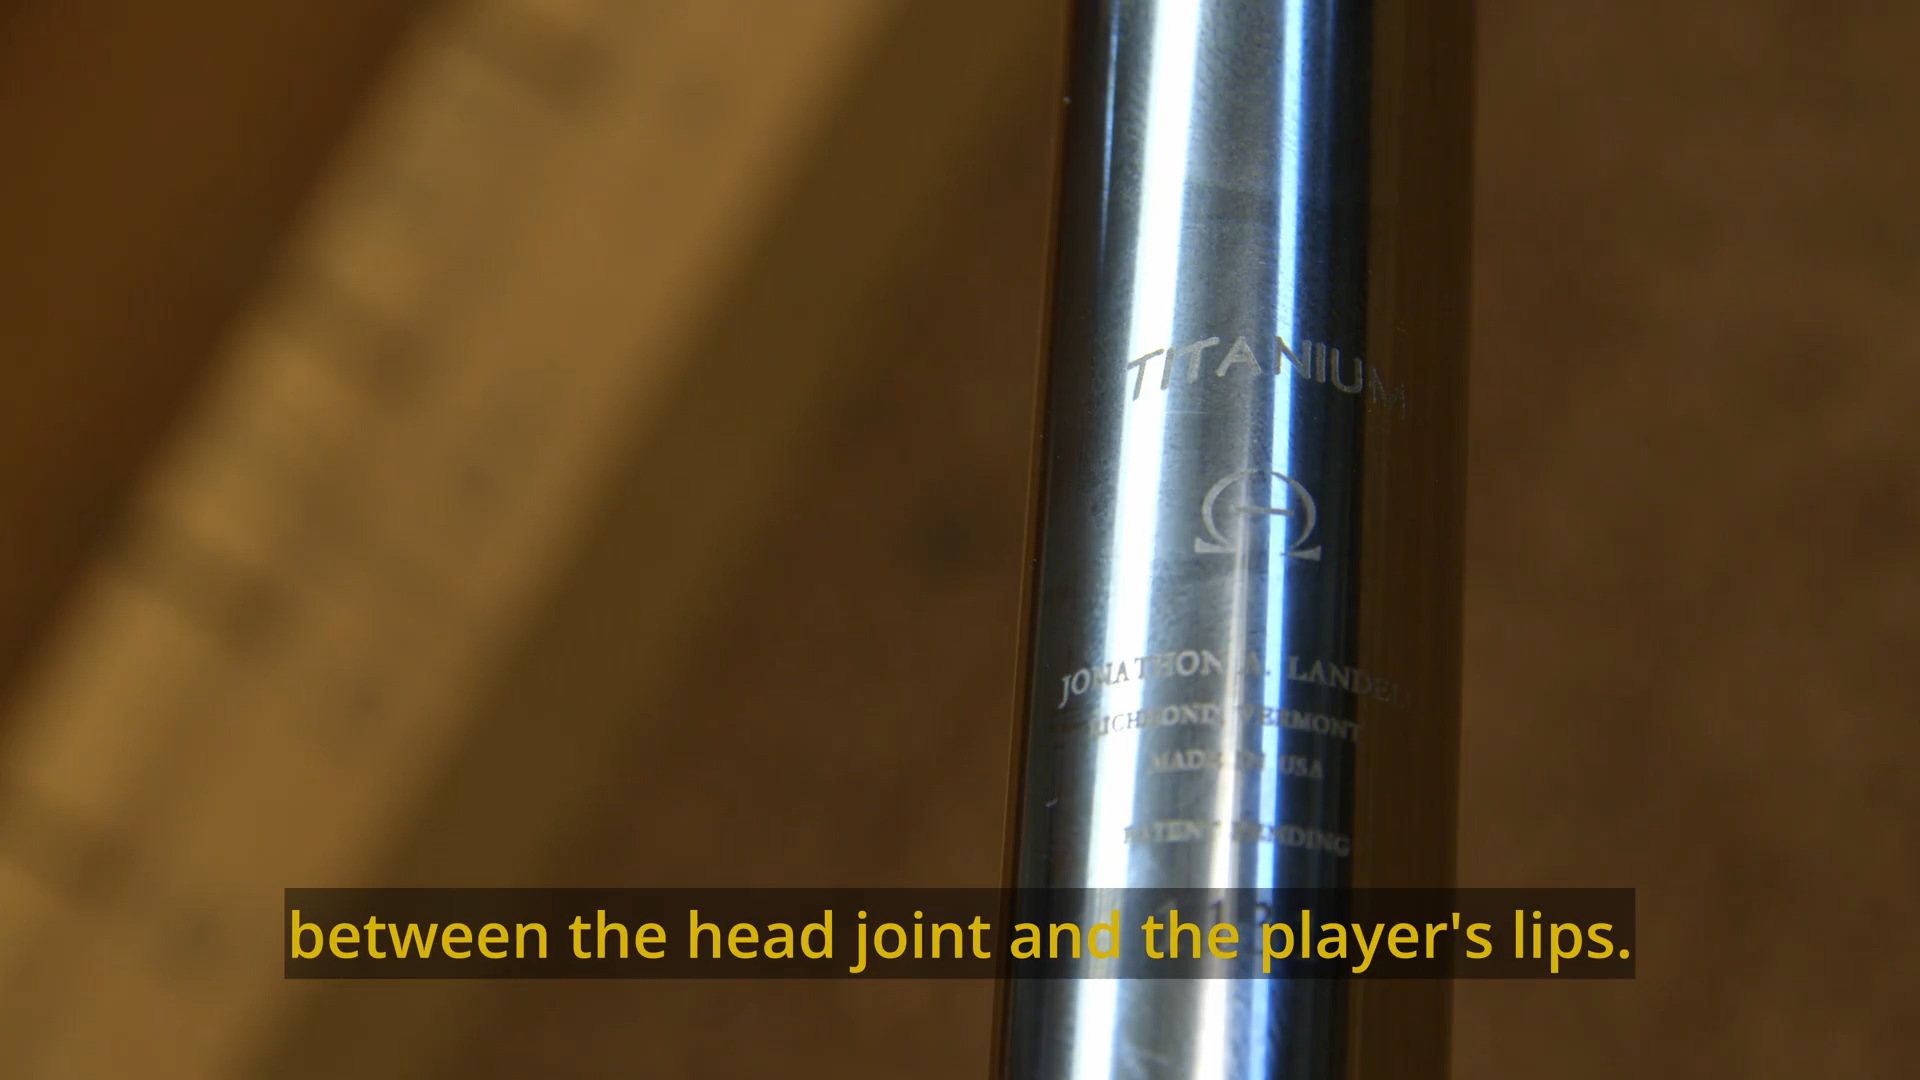 TITANIUM
JONATHON A. LANDELL
RICHMOND, VERMONT
MADE IN USA
PATENT PENDING
between the head joint and the player's lips.